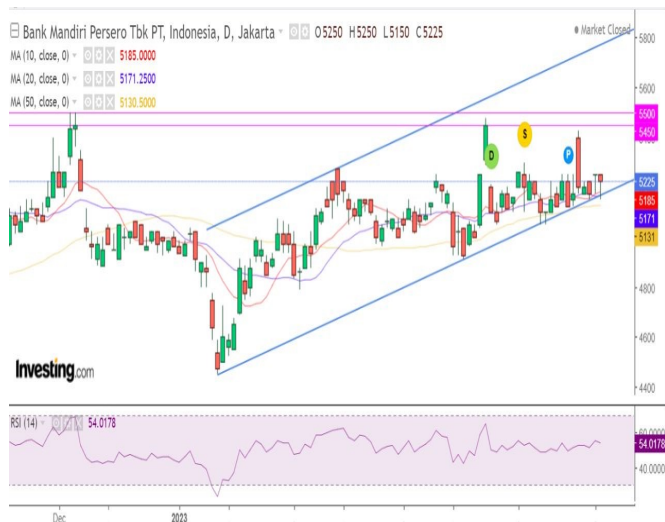 Bank Mandiri Persero Tbk PT, Indonesia, D, Jakarta O5250 H5250 L5150 C5225
Market Closed
MA (10, close, 0) 5185.0000
MA (20, close, 0) 5171.2500
MA (50, close, 0) 5130.5000
5800
5600
5500
5450
D
S
P
5225
5185
5171
5131
4800
4600
4400
Investing.com
RSI (14) 54.0178
60.0000
54.0178
40.0000
Dec
2023